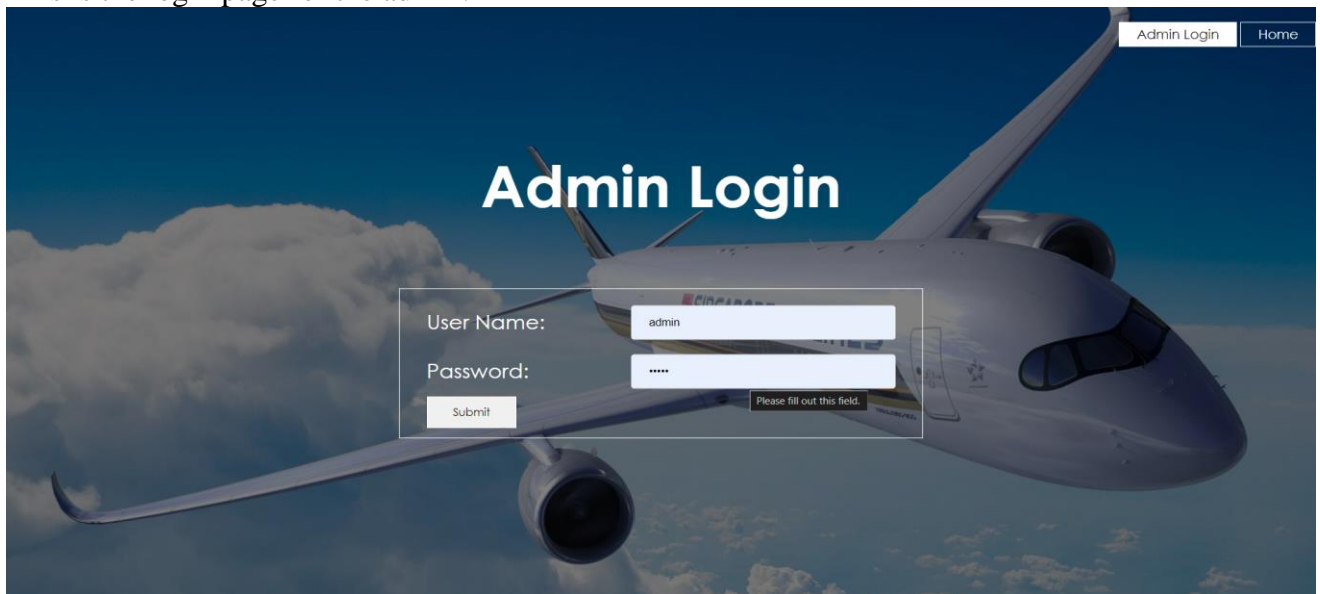 Admin Login Home
Admin Login
User Name: admin
Password: •••••
Please fill out this field.
Submit